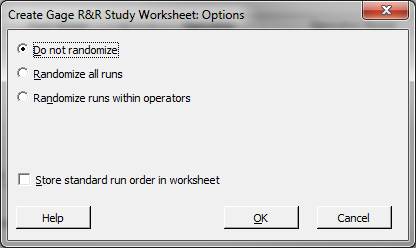 Create Gage R&R Study Worksheet: Options
Do not randomize
Randomize all runs
Randomize runs within operators
Store standard run order in worksheet
Help
OK
Cancel